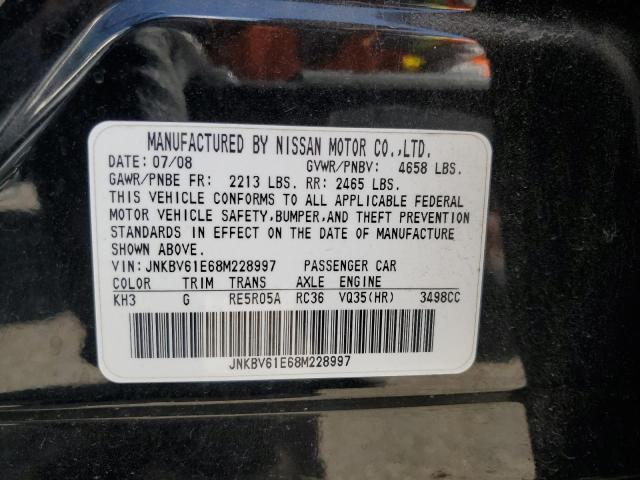 MANUFACTURED BY NISSAN MOTOR CO.,LTD.
DATE: 07/08 GVWR/PNBV: 4658 LBS.
GAWR/PNBE FR: 2213 LBS. RR: 2465 LBS.
THIS VEHICLE CONFORMS TO ALL APPLICABLE FEDERAL
MOTOR VEHICLE SAFETY,BUMPER,AND THEFT PREVENTION
STANDARDS IN EFFECT ON THE DATE OF MANUFACTURE
SHOWN ABOVE.
VIN: JNKBV61E68M228997 PASSENGER CAR
COLOR TRIM TRANS AXLE ENGINE
KH3 G RE5R05A RC36 VQ35(HR) 3498CC
JNKBV61E68M228997